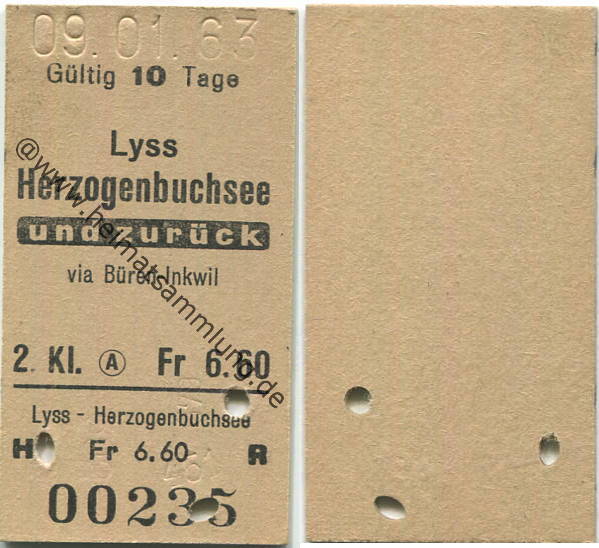 09.01.63
Gültig 10 Tage
Lyss
Herzogenbuchsee
und zurück
via Büren-Inkwil
2. Kl. A Fr 6.60
Lyss - Herzogenbuchsee
H Fr 6.60 R
00235
@www.heimatsammlung.de